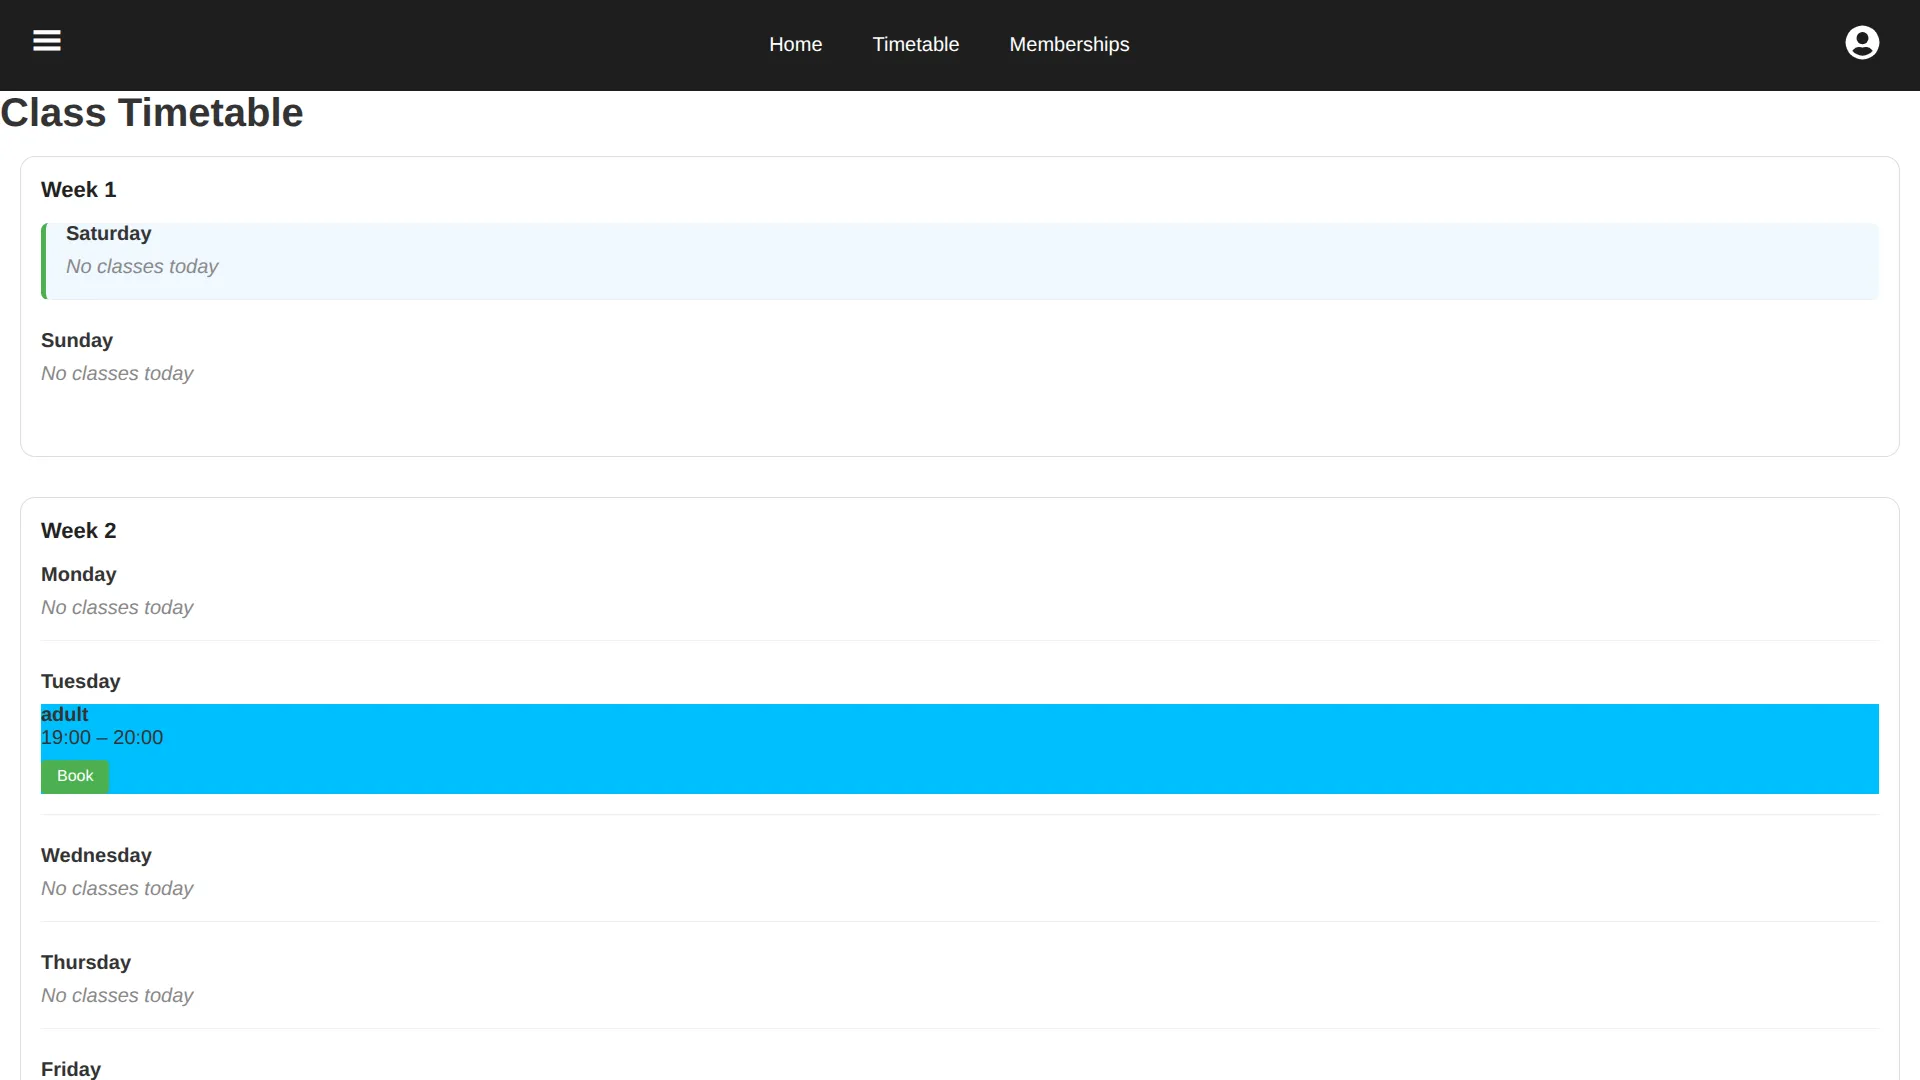 Home
Timetable
Memberships
Class Timetable
Week 1
Saturday
No classes today
Sunday
No classes today
Week 2
Monday
No classes today
Tuesday
adult
19:00 – 20:00
Book
Wednesday
No classes today
Thursday
No classes today
Friday